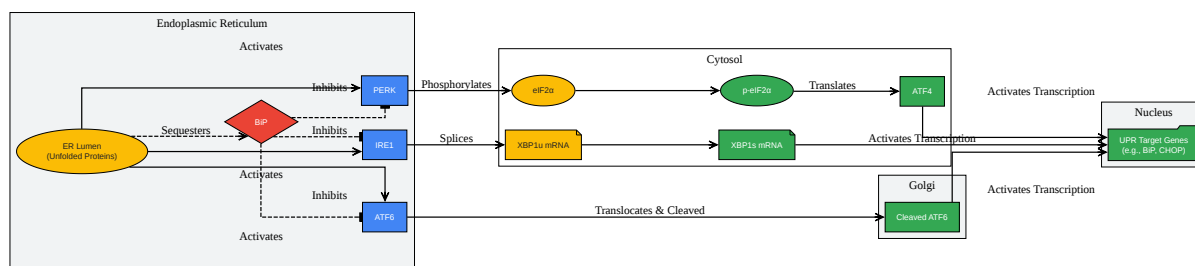 Endoplasmic Reticulum
Activates
Cytosol
Inhibits
PERK
Phosphorylates
eIF2α
p-eIF2α
Translates
ATF4
Activates Transcription
Nucleus
BiP
Sequesters
Inhibits
ER Lumen
(Unfolded Proteins)
IRE1
Splices
XBP1u mRNA
XBP1s mRNA
Activates Transcription
UPR Target Genes
(e.g., BiP, CHOP)
Activates
Inhibits
Golgi
Activates Transcription
ATF6
Translocates & Cleaved
Cleaved ATF6
Activates